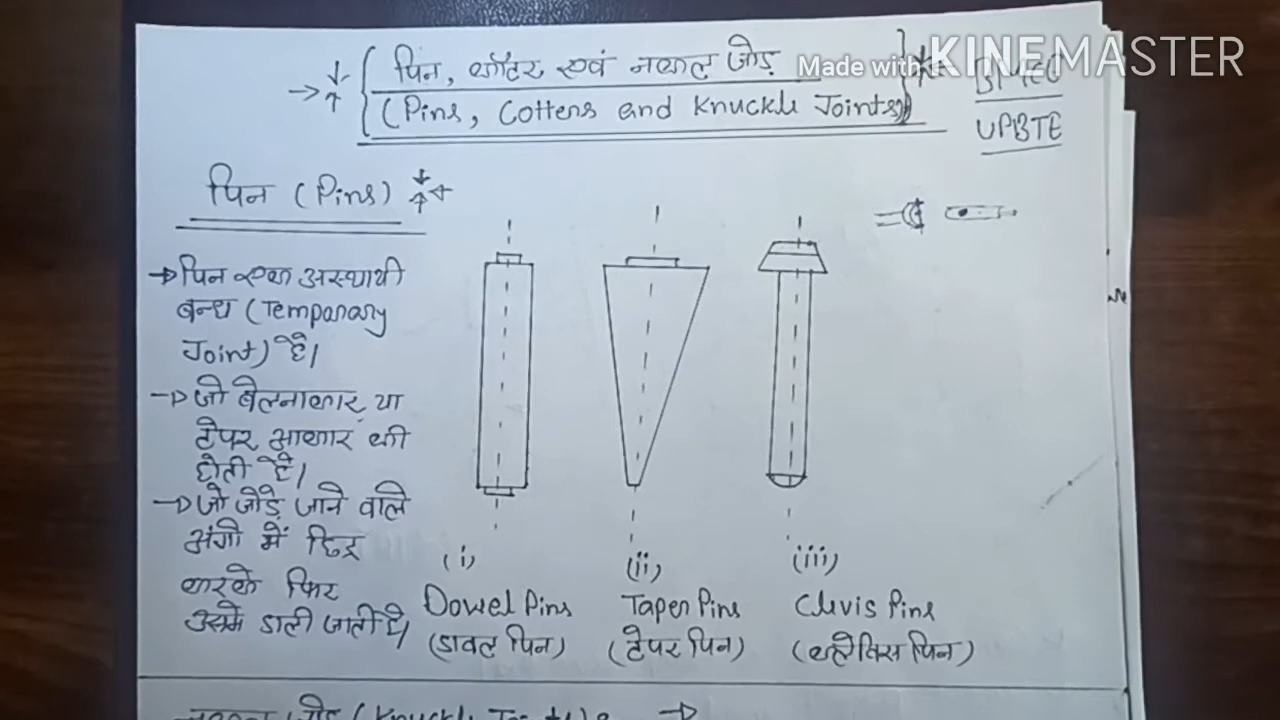 { पिन, कॉटर एवं नकल जोड़ }
(Pins, Cotters and Knuckle Joints)
Made with KINEMASTER
UPBTE
पिन (Pins)
→ पिन एक अस्थायी
बन्ध (Temporary
Joint) है।
→ जो बेलनाकार या
टेपर आकार की
होती है।
→ जो जोड़े जाने वाले
अंगो में छिद्र
करके फिर
उसमे डाली जाती है।
(i)
Dowel Pins
(डावल पिन)
(ii)
Taper Pins
(टेपर पिन)
(iii)
Clivis Pins
(क्लेविस पिन)